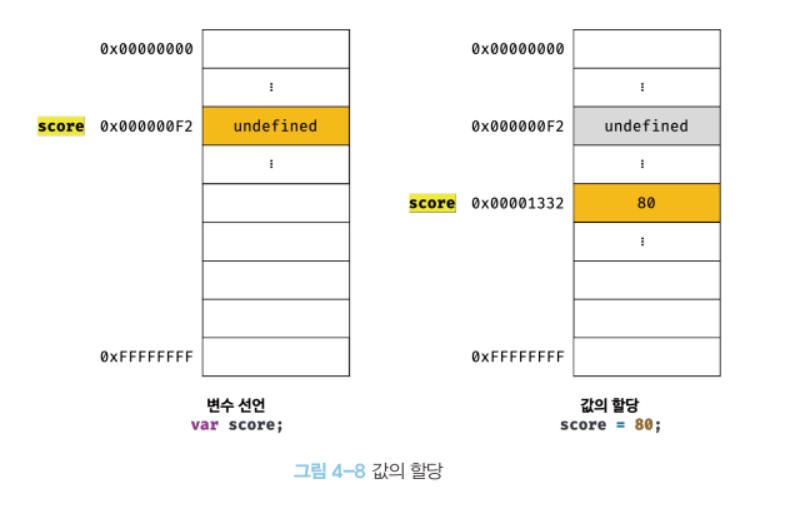 0x00000000
⋮
score 0x000000F2 undefined
⋮
0xFFFFFFFF
변수 선언
var score;
0x00000000
⋮
0x000000F2 undefined
⋮
score 0x00001332 80
⋮
0xFFFFFFFF
값의 할당
score = 80;
그림 4-8 값의 할당